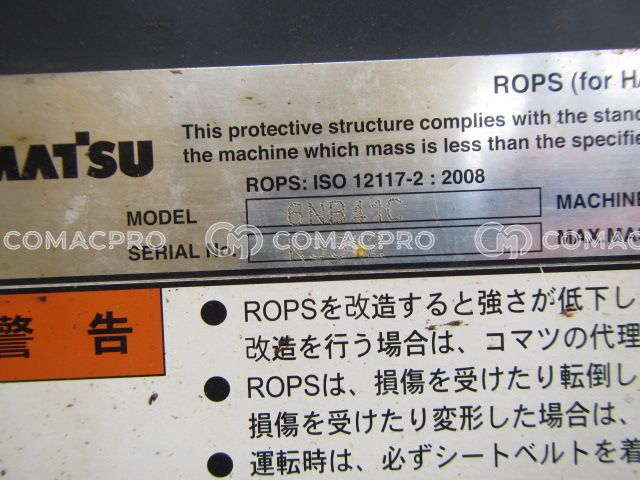 ROPS (for H
MATSU
This protective structure complies with the stand
the machine which mass is less than the specifie
ROPS: ISO 12117-2 : 2008
MODEL 6NB41C MACHINE
SERIAL No. MAX MA
COMACPRO COMACPRO COMACPRO
警告
● ROPSを改造すると強さが低下し
改造を行う場合は、コマツの代理
● ROPSは、損傷を受けたり転倒し
損傷を受けたり変形した場合は、
● 運転時は、必ずシートベルトを着